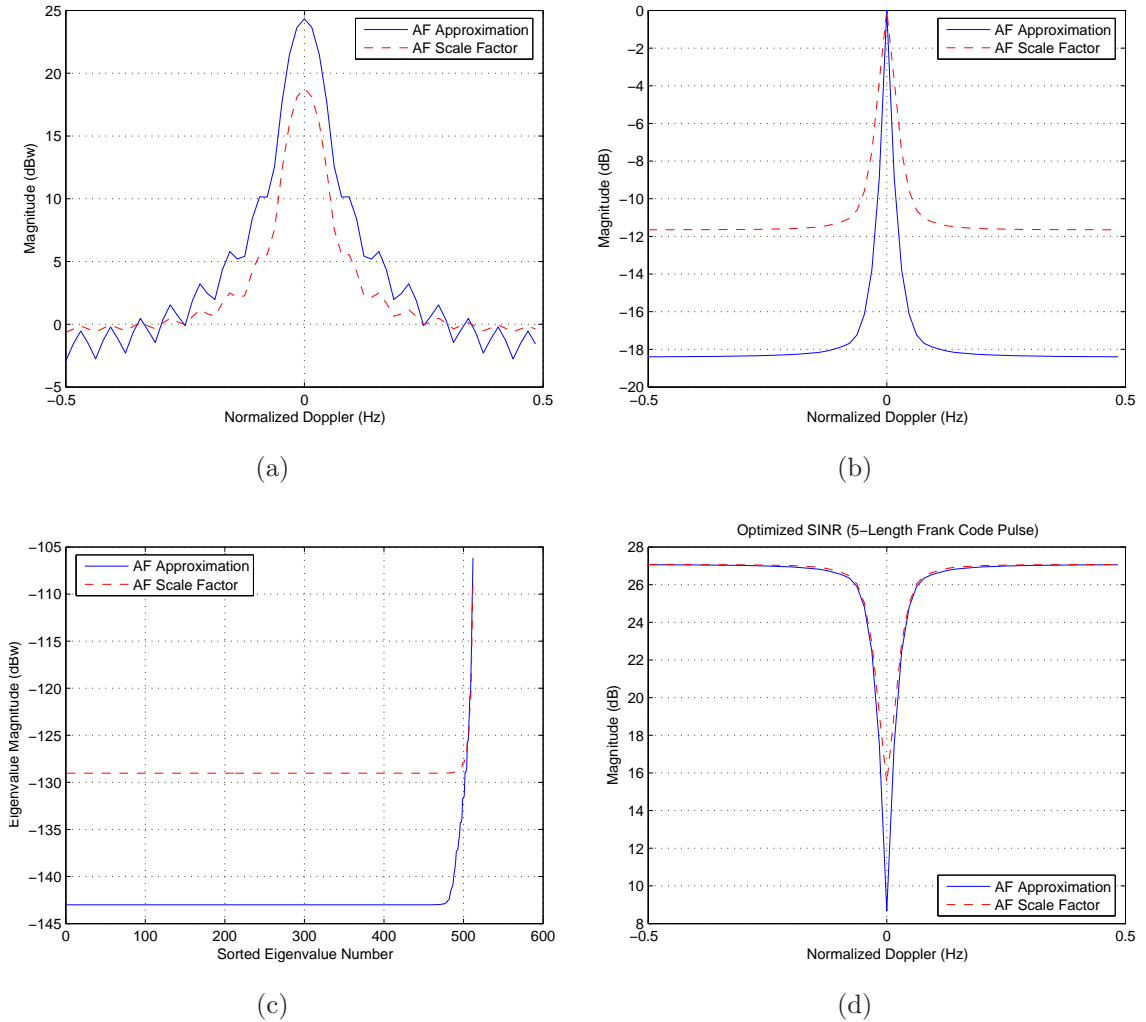 25
20
15
10
5
0
−5
−0.5
0
0.5
Magnitude (dBw)
Normalized Doppler (Hz)
AF Approximation
AF Scale Factor
(a)
0
−2
−4
−6
−8
−10
−12
−14
−16
−18
−20
−0.5
0
0.5
Magnitude (dB)
Normalized Doppler (Hz)
AF Approximation
AF Scale Factor
(b)
−105
−110
−115
−120
−125
−130
−135
−140
−145
0
100
200
300
400
500
600
Eigenvalue Magnitude (dBw)
Sorted Eigenvalue Number
AF Approximation
AF Scale Factor
(c)
Optimized SINR (5−Length Frank Code Pulse)
28
26
24
22
20
18
16
14
12
10
8
−0.5
0
0.5
Magnitude (dB)
Normalized Doppler (Hz)
AF Approximation
AF Scale Factor
(d)